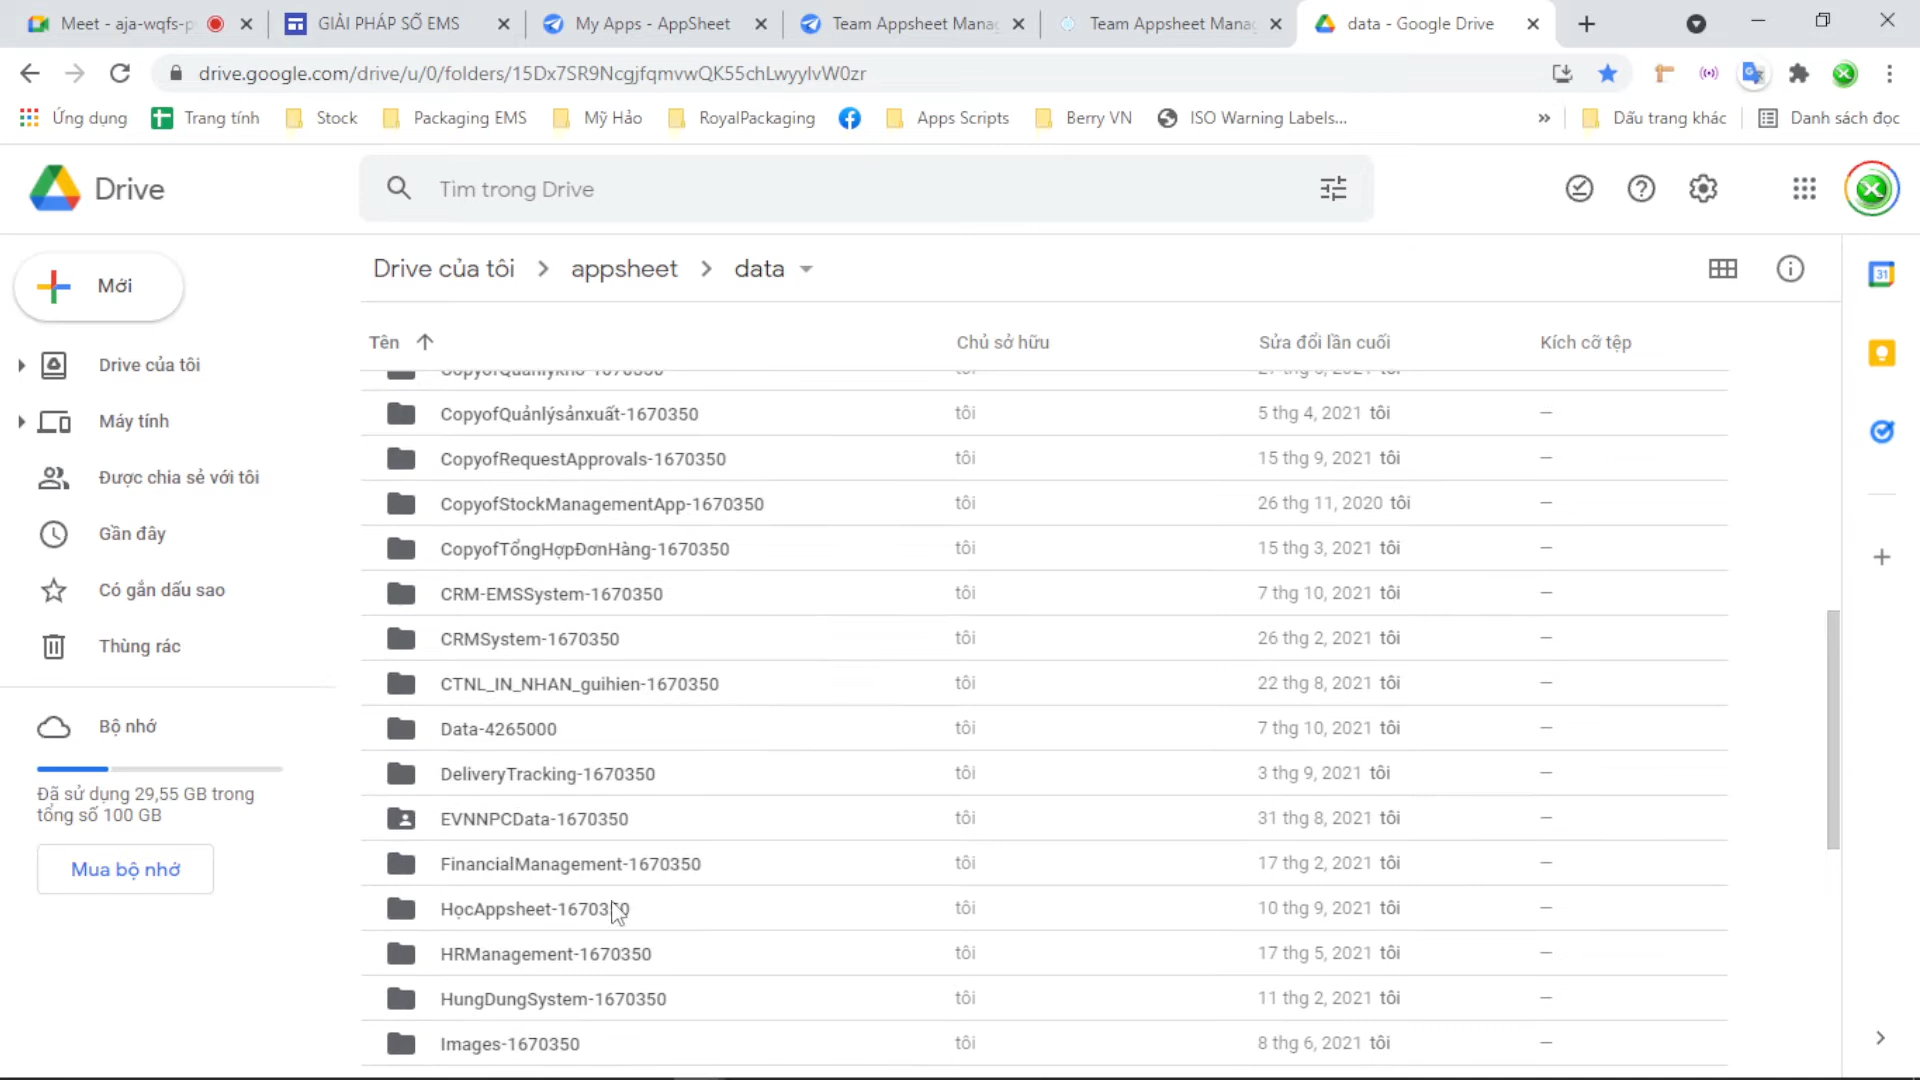 Meet - aja-wqfs-p
GIẢI PHÁP SỐ EMS
My Apps - AppSheet
Team Appsheet Mana
Team Appsheet Mana
data - Google Drive
drive.google.com/drive/u/0/folders/15Dx7SR9NcgjfqmvwQK55chLwyylvW0zr
Ứng dụng
Trang tính
Stock
Packaging EMS
Mỹ Hảo
RoyalPackaging
Apps Scripts
Berry VN
ISO Warning Labels...
»
Dấu trang khác
Danh sách đọc
Drive
Tìm trong Drive
Mới
Drive của tôi
Máy tính
Được chia sẻ với tôi
Gần đây
Có gắn dấu sao
Thùng rác
Bộ nhớ
Đã sử dụng 29,55 GB trong
tổng số 100 GB
Mua bộ nhớ
Drive của tôi > appsheet > data
Tên Chủ sở hữu Sửa đổi lần cuối Kích cỡ tệp
CopyofQuảnlýsảnxuất-1670350 tôi 5 thg 4, 2021 tôi —
CopyofRequestApprovals-1670350 tôi 15 thg 9, 2021 tôi —
CopyofStockManagementApp-1670350 tôi 26 thg 11, 2020 tôi —
CopyofTổngHợpĐơnHàng-1670350 tôi 15 thg 3, 2021 tôi —
CRM-EMSSystem-1670350 tôi 7 thg 10, 2021 tôi —
CRMSystem-1670350 tôi 26 thg 2, 2021 tôi —
CTNL_IN_NHAN_guihien-1670350 tôi 22 thg 8, 2021 tôi —
Data-4265000 tôi 7 thg 10, 2021 tôi —
DeliveryTracking-1670350 tôi 3 thg 9, 2021 tôi —
EVNNPCData-1670350 tôi 31 thg 8, 2021 tôi —
FinancialManagement-1670350 tôi 17 thg 2, 2021 tôi —
HọcAppsheet-1670350 tôi 10 thg 9, 2021 tôi —
HRManagement-1670350 tôi 17 thg 5, 2021 tôi —
HungDungSystem-1670350 tôi 11 thg 2, 2021 tôi —
Images-1670350 tôi 8 thg 6, 2021 tôi —
31